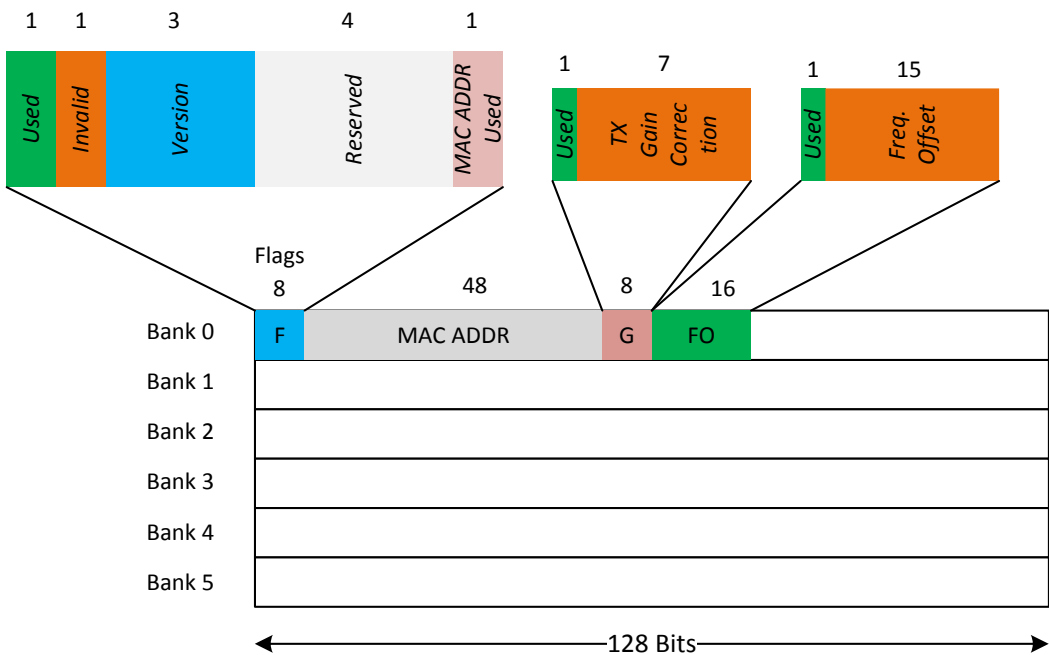 1 1 3 4 1
Used
Invalid
Version
Reserved
MAC ADDR
Used
1 7
Used
TX
Gain
Correc
tion
1 15
Used
Freq.
Offset
Flags
8 48 8 16
Bank 0 F MAC ADDR G FO
Bank 1
Bank 2
Bank 3
Bank 4
Bank 5
128 Bits